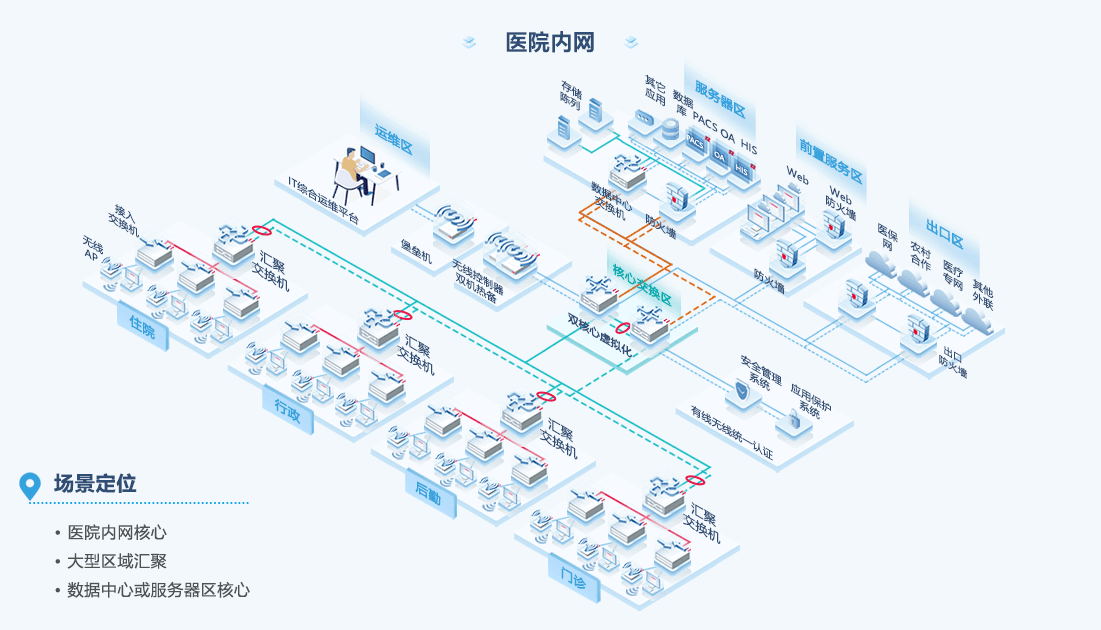 医院内网
服务器区
存储
陈列
其它
应用
数据
库
PACS
OA
HIS
PACS
OA
HIS
数据中心
交换机
防火墙
前置服务区
Web
Web
防火墙
防火墙
出口区
医保
网
农村
合作
医疗
专网
其他
外联
出口
防火墙
运维区
IT综合运维平台
堡垒机
无线控制器
双机热备
核心交换区
双核心虚拟化
安全管理
系统
应用保护
系统
有线无线统一认证
接入
交换机
无线
AP
汇聚
交换机
住院
汇聚
交换机
行政
汇聚
交换机
后勤
汇聚
交换机
门诊
场景定位
• 医院内网核心
• 大型区域汇聚
• 数据中心或服务器区核心